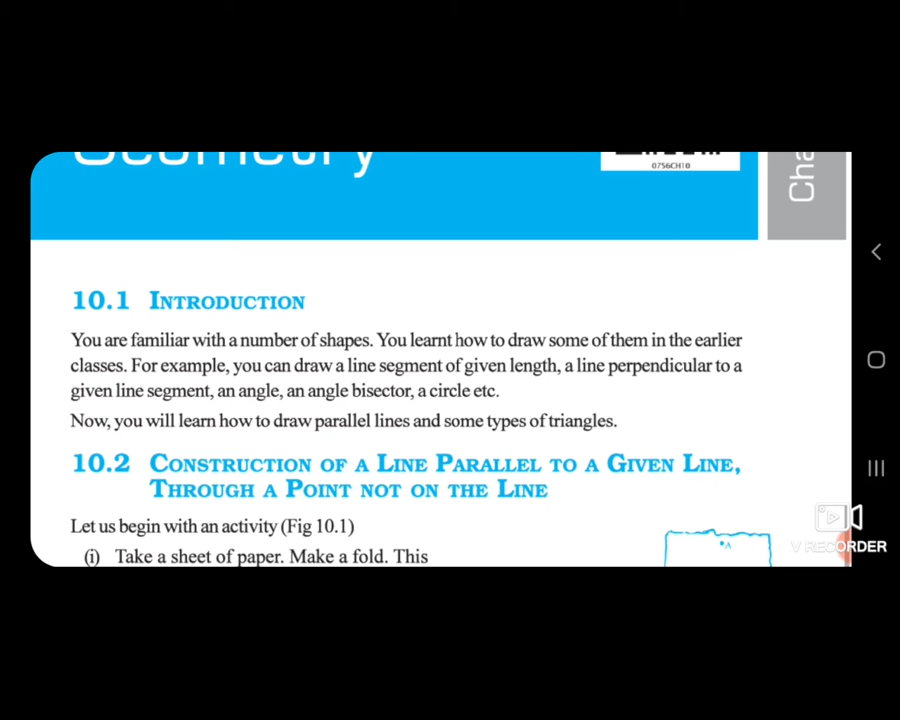 Geometry
0756CH10
Cha
10.1 INTRODUCTION
You are familiar with a number of shapes. You learnt how to draw some of them in the earlier
classes. For example, you can draw a line segment of given length, a line perpendicular to a
given line segment, an angle, an angle bisector, a circle etc.
Now, you will learn how to draw parallel lines and some types of triangles.
10.2 CONSTRUCTION OF A LINE PARALLEL TO A GIVEN LINE,
THROUGH A POINT NOT ON THE LINE
Let us begin with an activity (Fig 10.1)
(i) Take a sheet of paper. Make a fold. This
A
V RECORDER